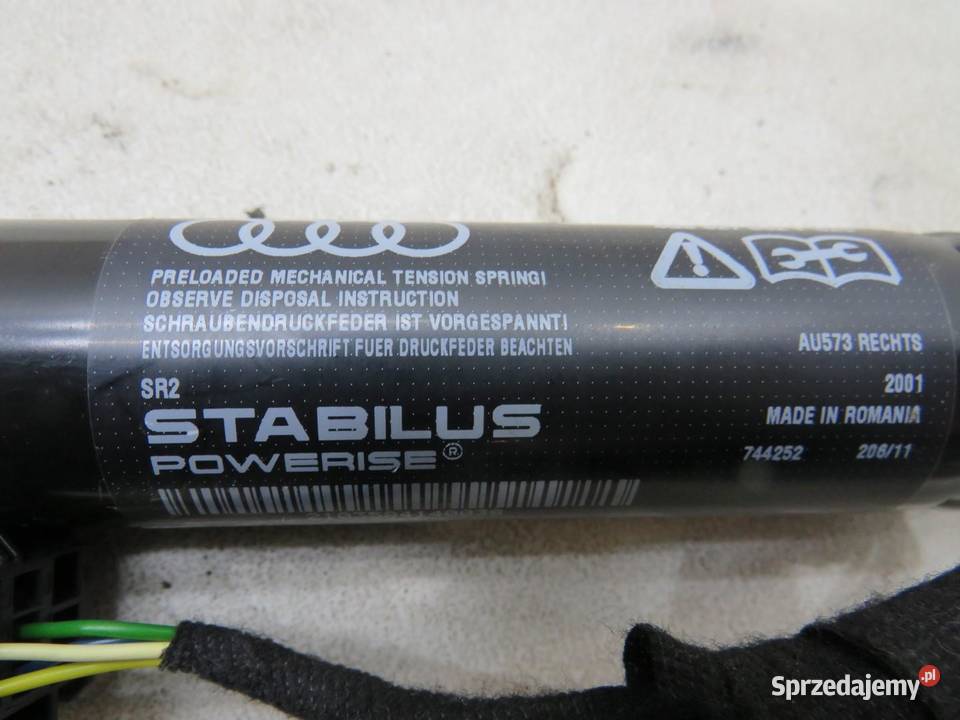 PRELOADED MECHANICAL TENSION SPRING!
OBSERVE DISPOSAL INSTRUCTION
SCHRAUBENDRUCKFEDER IST VORGESPANNT!
ENTSORGUNGSVORSCHRIFT FUER DRUCKFEDER BEACHTEN
SR2
STABILUS
POWERISE®
AU573 RECHTS
2001
MADE IN ROMANIA
744252 206/11
Sprzedajemy.pl